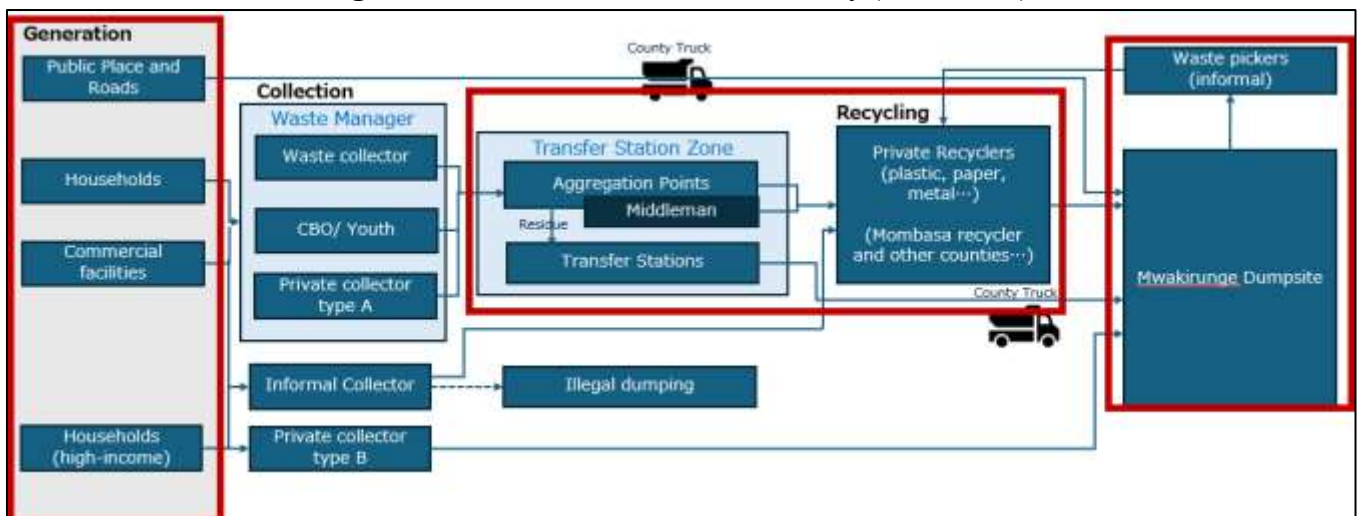 Generation
Public Place and
Roads
Households
Commercial
facilities
Households
(high-income)
Collection
Waste Manager
Waste collector
CBO/ Youth
Private collector
type A
Informal Collector
Private collector
type B
County Truck
Transfer Station Zone
Aggregation Points
Middleman
Residue
Transfer Stations
Illegal dumping
Recycling
Private Recyclers
(plastic, paper,
metal…)
(Mombasa recycler
and other counties…)
County Truck
Waste pickers
(informal)
Mwakirunge Dumpsite